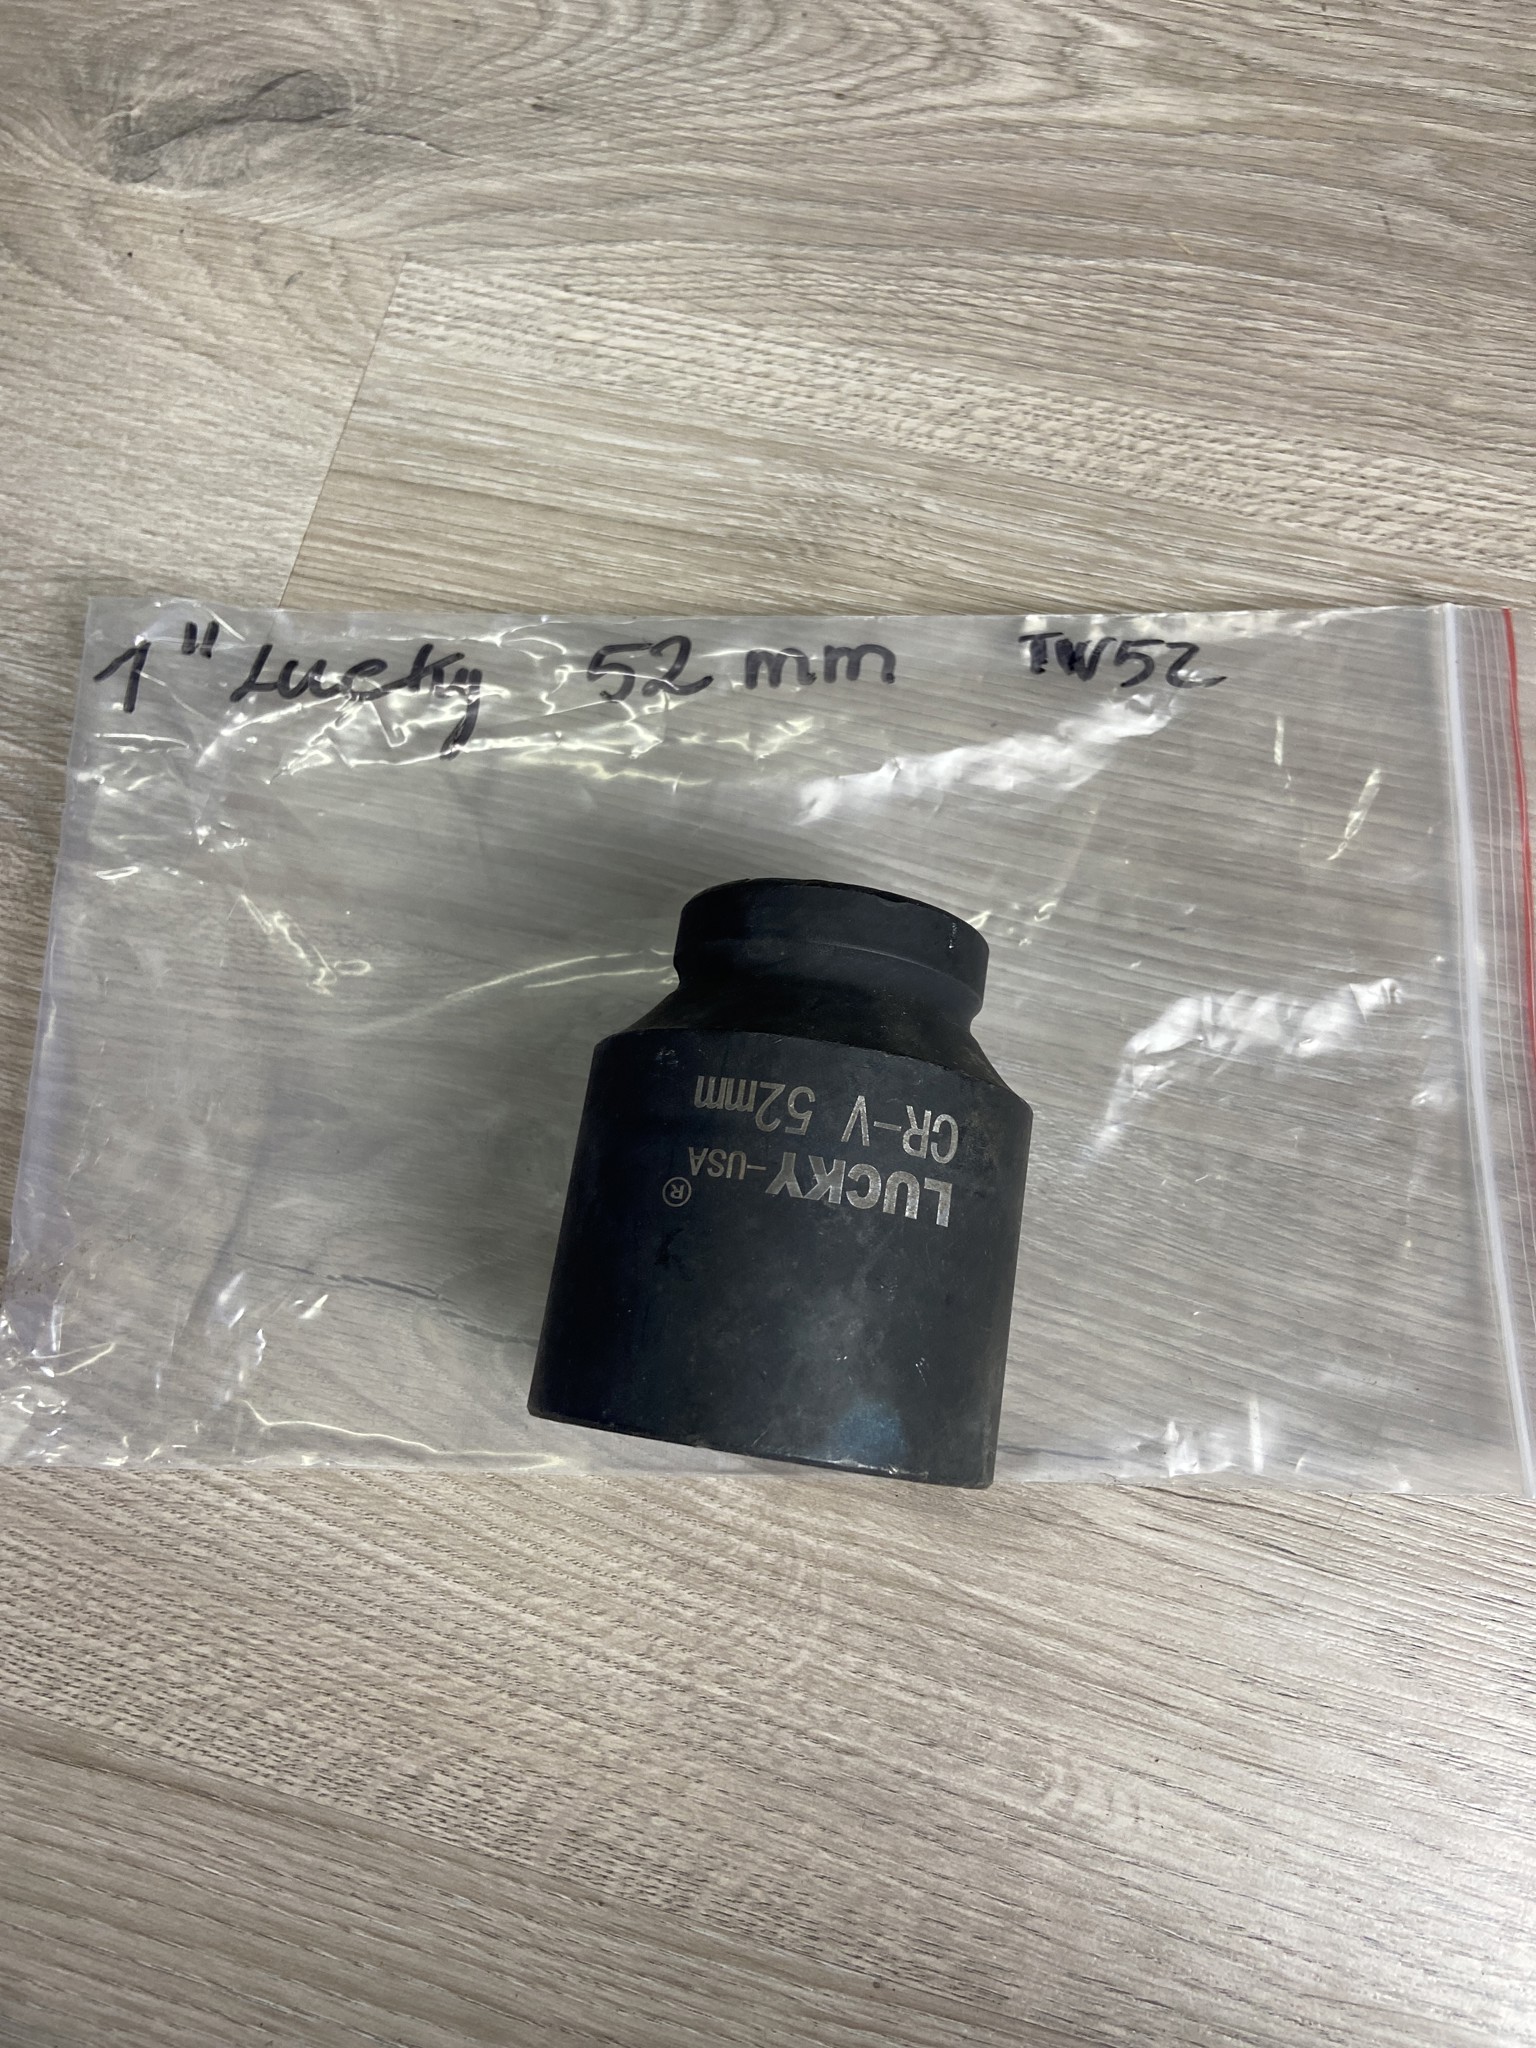 1" Lucky 52 mm TW52
LUCKY-USA ®
CR-V 52mm